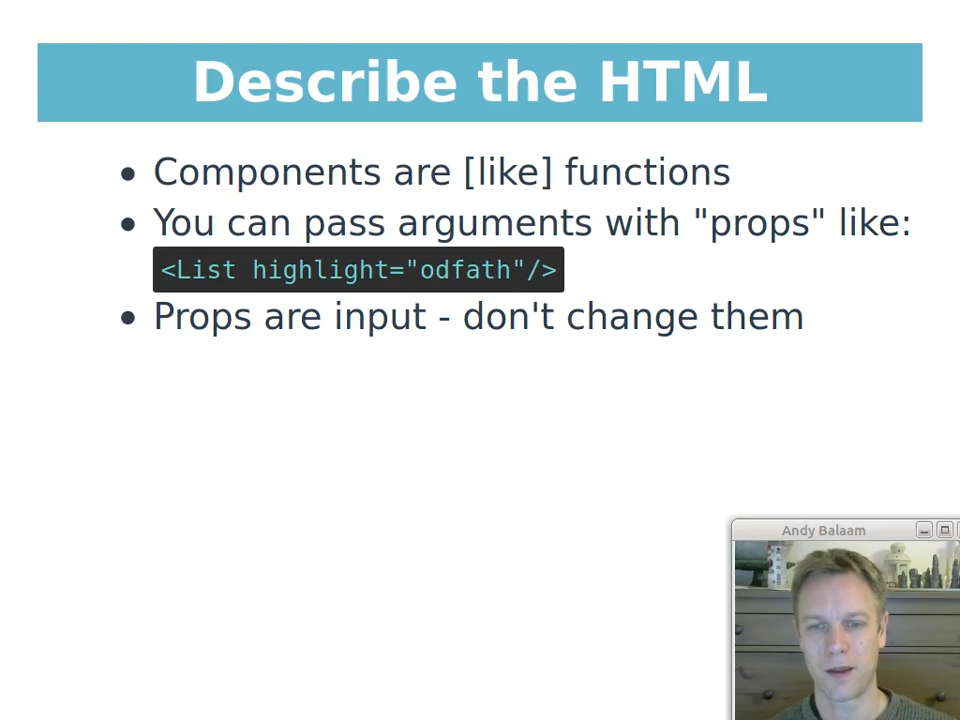 Describe the HTML
Components are [like] functions
You can pass arguments with "props" like:
<List highlight="odfath"/>
Props are input - don't change them
Andy Balaam